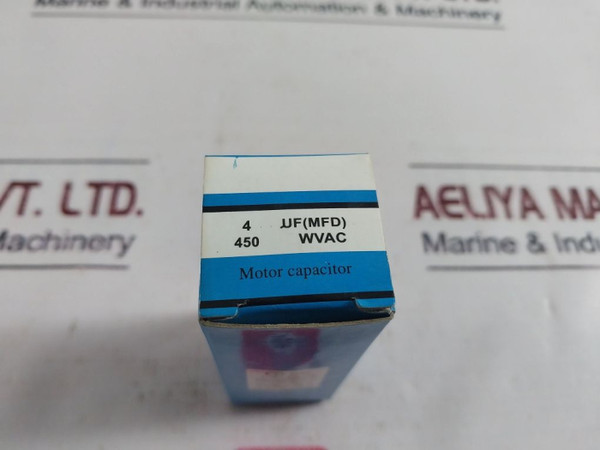 Marine & Industrial Automation & Machinery
VT. LTD.
Machinery
AELIYA MA
Marine & Indu
4 UF(MFD)
450 WVAC
Motor capacitor